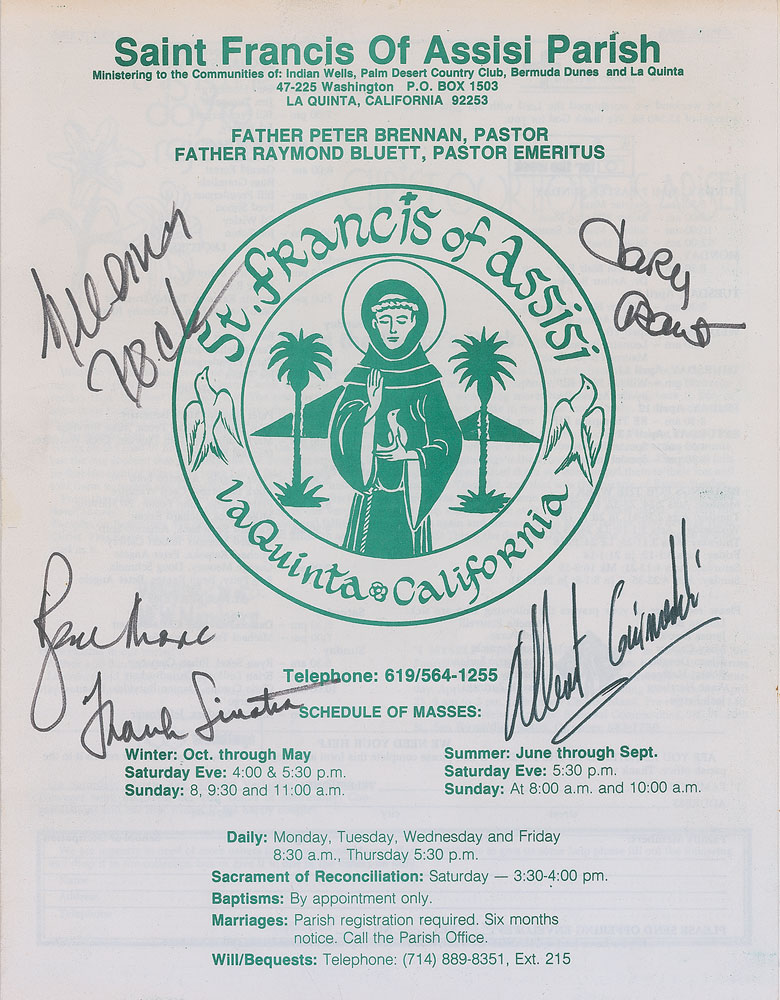 Saint Francis Of Assisi Parish
Ministering to the Communities of: Indian Wells, Palm Desert Country Club, Bermuda Dunes and La Quinta
47-225 Washington P.O. BOX 1503
LA QUINTA, CALIFORNIA 92253
FATHER PETER BRENNAN, PASTOR
FATHER RAYMOND BLUETT, PASTOR EMERITUS
St. Francis of Assisi
Cary
Grant
La Quinta California
Frank Sinatra
Albert
Telephone: 619/564-1255
SCHEDULE OF MASSES:
Winter: Oct. through May
Saturday Eve: 4:00 & 5:30 p.m.
Sunday: 8, 9:30 and 11:00 a.m.
Summer: June through Sept.
Saturday Eve: 5:30 p.m.
Sunday: At 8:00 a.m. and 10:00 a.m.
Daily: Monday, Tuesday, Wednesday and Friday
8:30 a.m., Thursday 5:30 p.m.
Sacrament of Reconciliation: Saturday — 3:30-4:00 pm.
Baptisms: By appointment only.
Marriages: Parish registration required. Six months
notice. Call the Parish Office.
Will/Bequests: Telephone: (714) 889-8351, Ext. 215